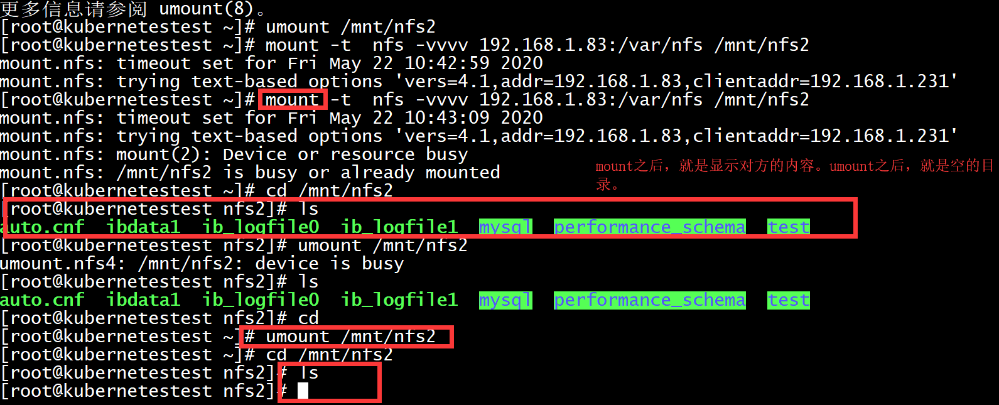 更多信息请参阅 umount(8)。
[root@kubernetestest ~]# umount /mnt/nfs2
[root@kubernetestest ~]# mount -t  nfs -vvvv 192.168.1.83:/var/nfs /mnt/nfs2
mount.nfs: timeout set for Fri May 22 10:42:59 2020
mount.nfs: trying text-based options 'vers=4.1,addr=192.168.1.83,clientaddr=192.168.1.231'
[root@kubernetestest ~]# mount -t  nfs -vvvv 192.168.1.83:/var/nfs /mnt/nfs2
mount.nfs: timeout set for Fri May 22 10:43:09 2020
mount.nfs: trying text-based options 'vers=4.1,addr=192.168.1.83,clientaddr=192.168.1.231'
mount.nfs: mount(2): Device or resource busy
mount.nfs: /mnt/nfs2 is busy or already mounted
mount之后，就是显示对方的内容。umount之后，就是空的目
录。
[root@kubernetestest ~]# cd /mnt/nfs2
[root@kubernetestest nfs2]# ls
auto.cnf  ibdata1  ib_logfile0  ib_logfile1  mysql  performance_schema  test
[root@kubernetestest nfs2]# umount /mnt/nfs2
umount.nfs4: /mnt/nfs2: device is busy
[root@kubernetestest nfs2]# ls
auto.cnf  ibdata1  ib_logfile0  ib_logfile1  mysql  performance_schema  test
[root@kubernetestest nfs2]# cd
[root@kubernetestest ~]# umount /mnt/nfs2
[root@kubernetestest ~]# cd /mnt/nfs2
[root@kubernetestest nfs2]# ls
[root@kubernetestest nfs2]#